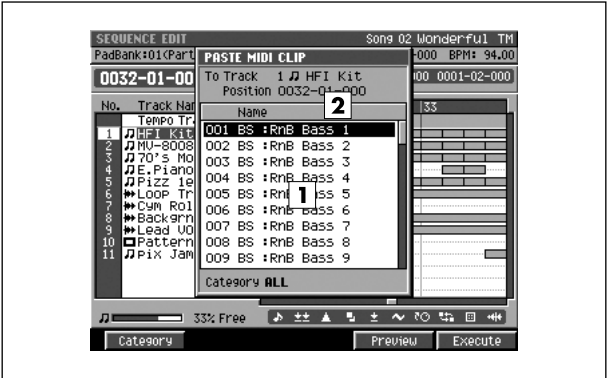 SEQUENCE EDIT Song 02 Wonderful TM
PadBank:01(Part -000 BPM: 94.00
PASTE MIDI CLIP
0032-01-00 000 0001-02-000
To Track 1 HFI Kit
Position 0032-01-000
2
No. Track Nam 33
Name
Tempo Tr
1 HFI Kit
2 MV-8008
3 70's Mo
4 E.Piano
5 Pizz le
6 Loop Tr
7 Cym Rol
8 Backgrn
9 Lead VO
10 Pattern
11 Pix Jam
001 BS :RnB Bass 1
002 BS :RnB Bass 2
003 BS :RnB Bass 3
004 BS :RnB Bass 4
005 BS :RnB Bass 5
1
006 BS :RnB Bass 6
007 BS :RnB Bass 7
008 BS :RnB Bass 8
009 BS :RnB Bass 9
Category ALL
33% Free
Category Preview Execute